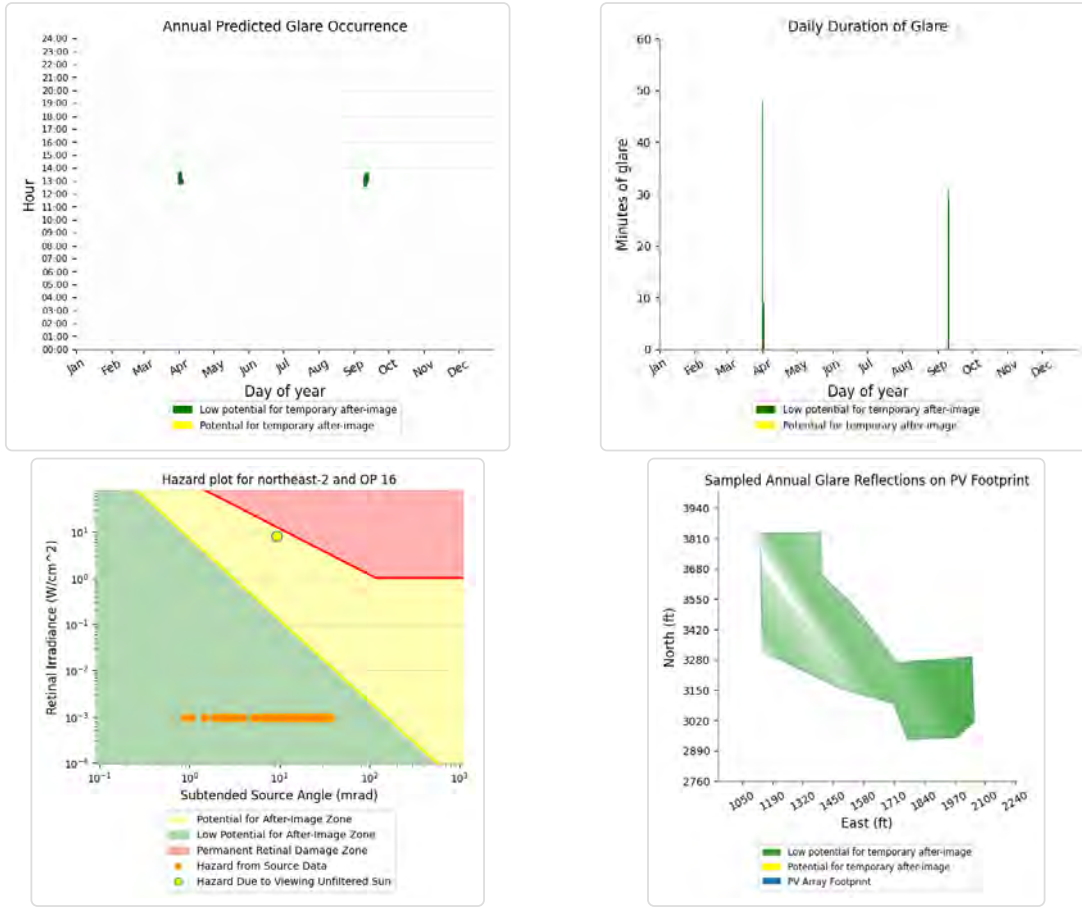 Annual Predicted Glare Occurrence
24:00
23:00
22:00
21:00
20:00
19:00
18:00
17:00
16:00
15:00
14:00
13:00
12:00
11:00
10:00
09:00
08:00
07:00
06:00
05:00
04:00
03:00
02:00
01:00
00:00
Hour
Jan Feb Mar Apr May Jun Jul Aug Sep Oct Nov Dec
Day of year
Low potential for temporary after-image
Potential for temporary after-image
Daily Duration of Glare
60
50
40
30
20
10
0
Minutes of glare
Jan Feb Mar Apr May Jun Jul Aug Sep Oct Nov Dec
Day of year
Low potential for temporary after-image
Potential for temporary after-image
Hazard plot for northeast-2 and OP 16
10^1
10^0
10^-1
10^-2
10^-3
10^-4
Retinal Irradiance (W/cm^2)
10^-1 10^0 10^1 10^2 10^3
Subtended Source Angle (mrad)
Potential for After-Image Zone
Low Potential for After-Image Zone
Permanent Retinal Damage Zone
Hazard from Source Data
Hazard Due to Viewing Unfiltered Sun
Sampled Annual Glare Reflections on PV Footprint
3940
3810
3680
3550
3420
3280
3150
3020
2890
2760
North (ft)
1050 1190 1320 1450 1580 1710 1840 1970 2100 2240
East (ft)
Low potential for temporary after-image
Potential for temporary after-image
PV Array Footprint